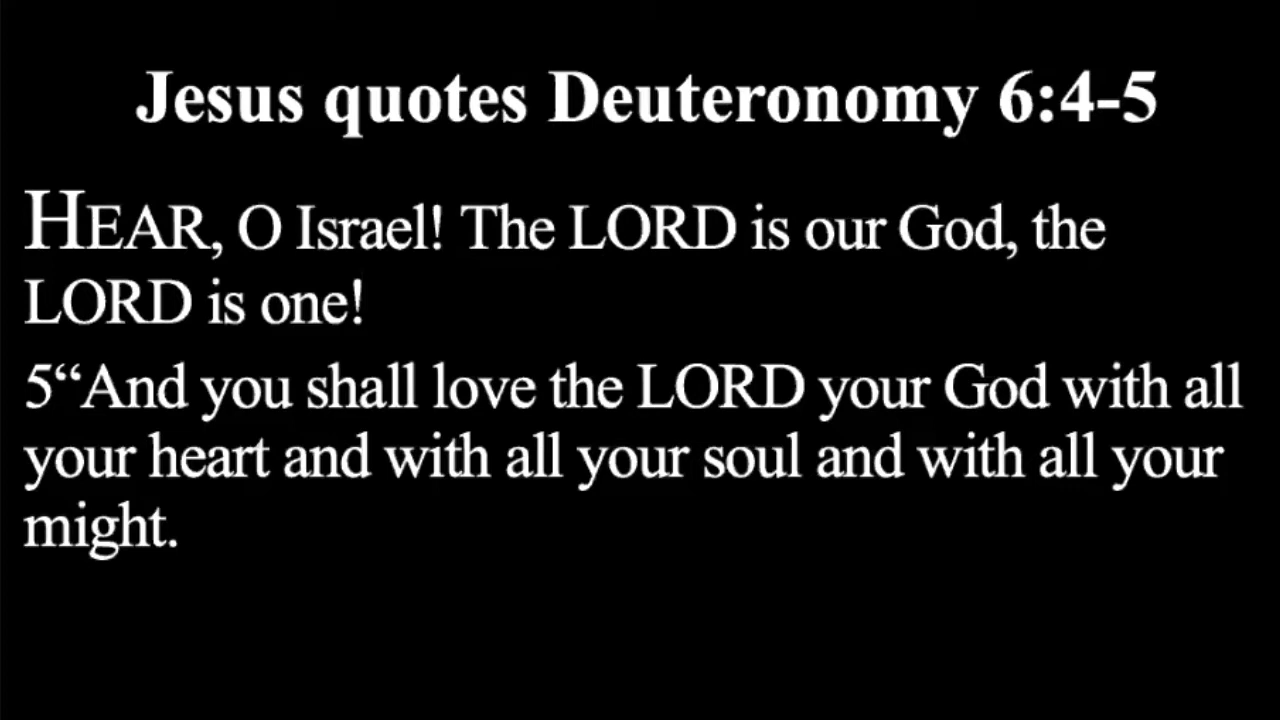 Jesus quotes Deuteronomy 6:4-5
HEAR, O Israel! The LORD is our God, the
LORD is one!
5“And you shall love the LORD your God with all
your heart and with all your soul and with all your
might.